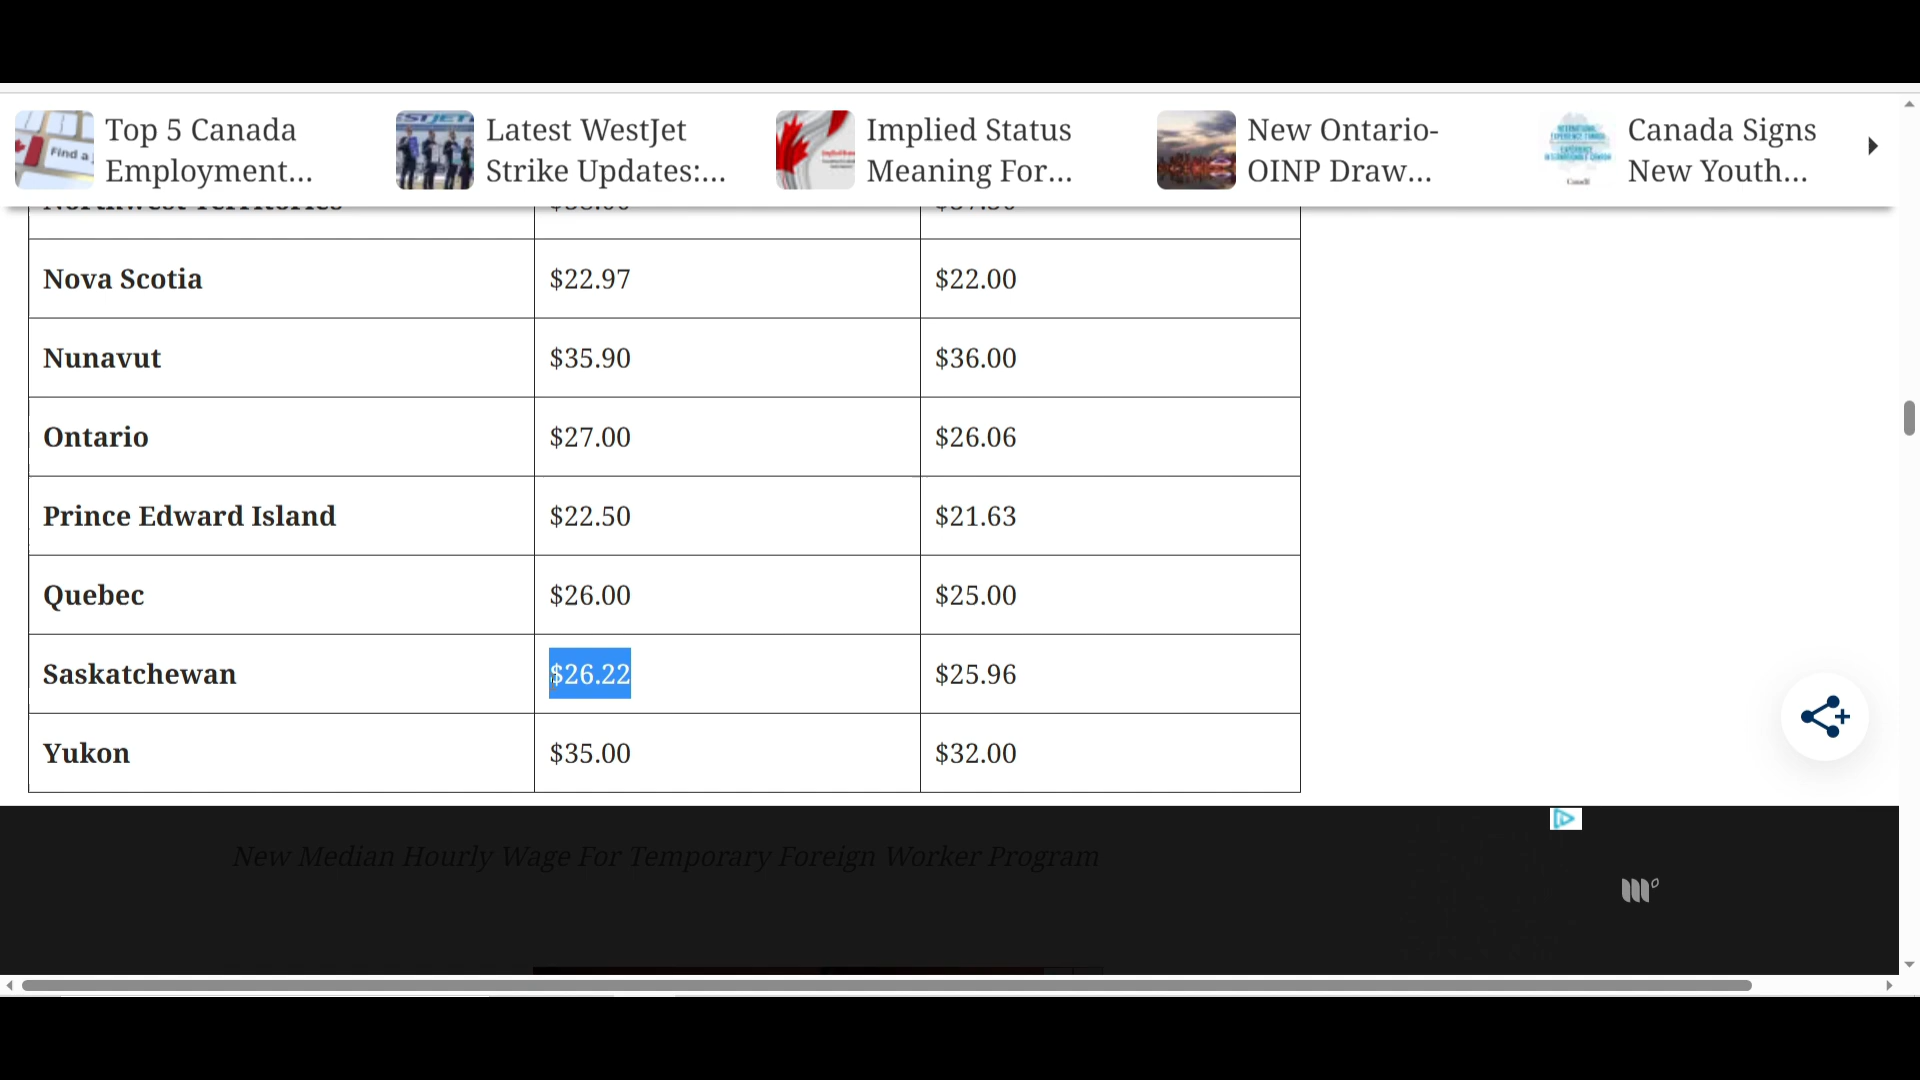 Top 5 Canada
Employment...
Latest WestJet
Strike Updates:...
Implied Status
Meaning For...
New Ontario-
OINP Draw...
Canada Signs
New Youth...
Find a
Northwest Territories
Nova Scotia $22.97 $22.00
Nunavut $35.90 $36.00
Ontario $27.00 $26.06
Prince Edward Island $22.50 $21.63
Quebec $26.00 $25.00
Saskatchewan $26.22 $25.96
Yukon $35.00 $32.00
New Median Hourly Wage For Temporary Foreign Worker Program